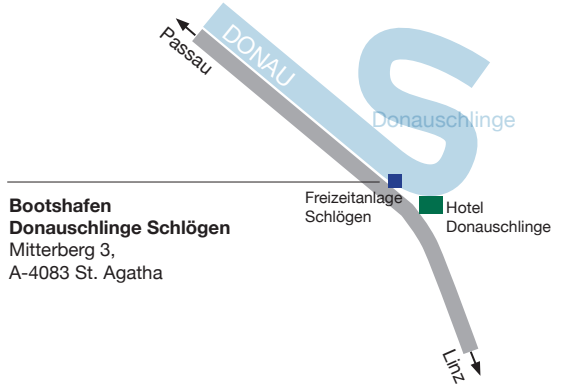 Passau
DONAU
Donauschlinge
Freizeitanlage
Schlögen
Hotel
Donauschlinge
Bootshafen
Donauschlinge Schlögen
Mitterberg 3,
A-4083 St. Agatha
Linz